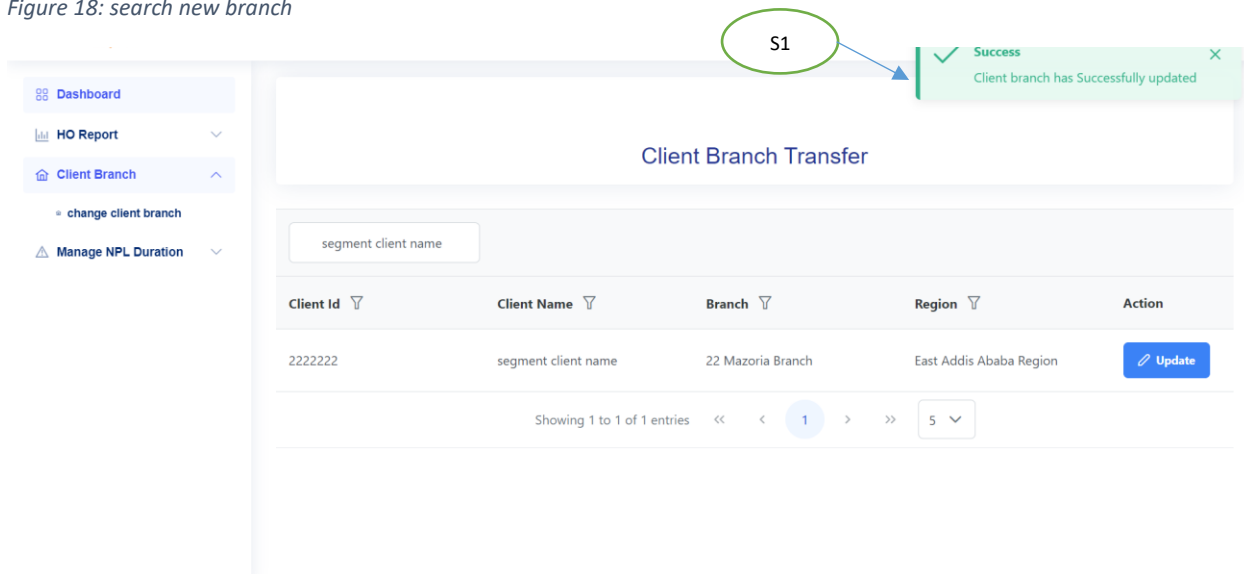 Figure 18: search new branch
S1
Success
Client branch has Successfully updated
Dashboard
HO Report
Client Branch
change client branch
Manage NPL Duration
Client Branch Transfer
segment client name
Client Id Client Name Branch Region Action
2222222 segment client name 22 Mazoria Branch East Addis Ababa Region Update
Showing 1 to 1 of 1 entries << < 1 > >> 5